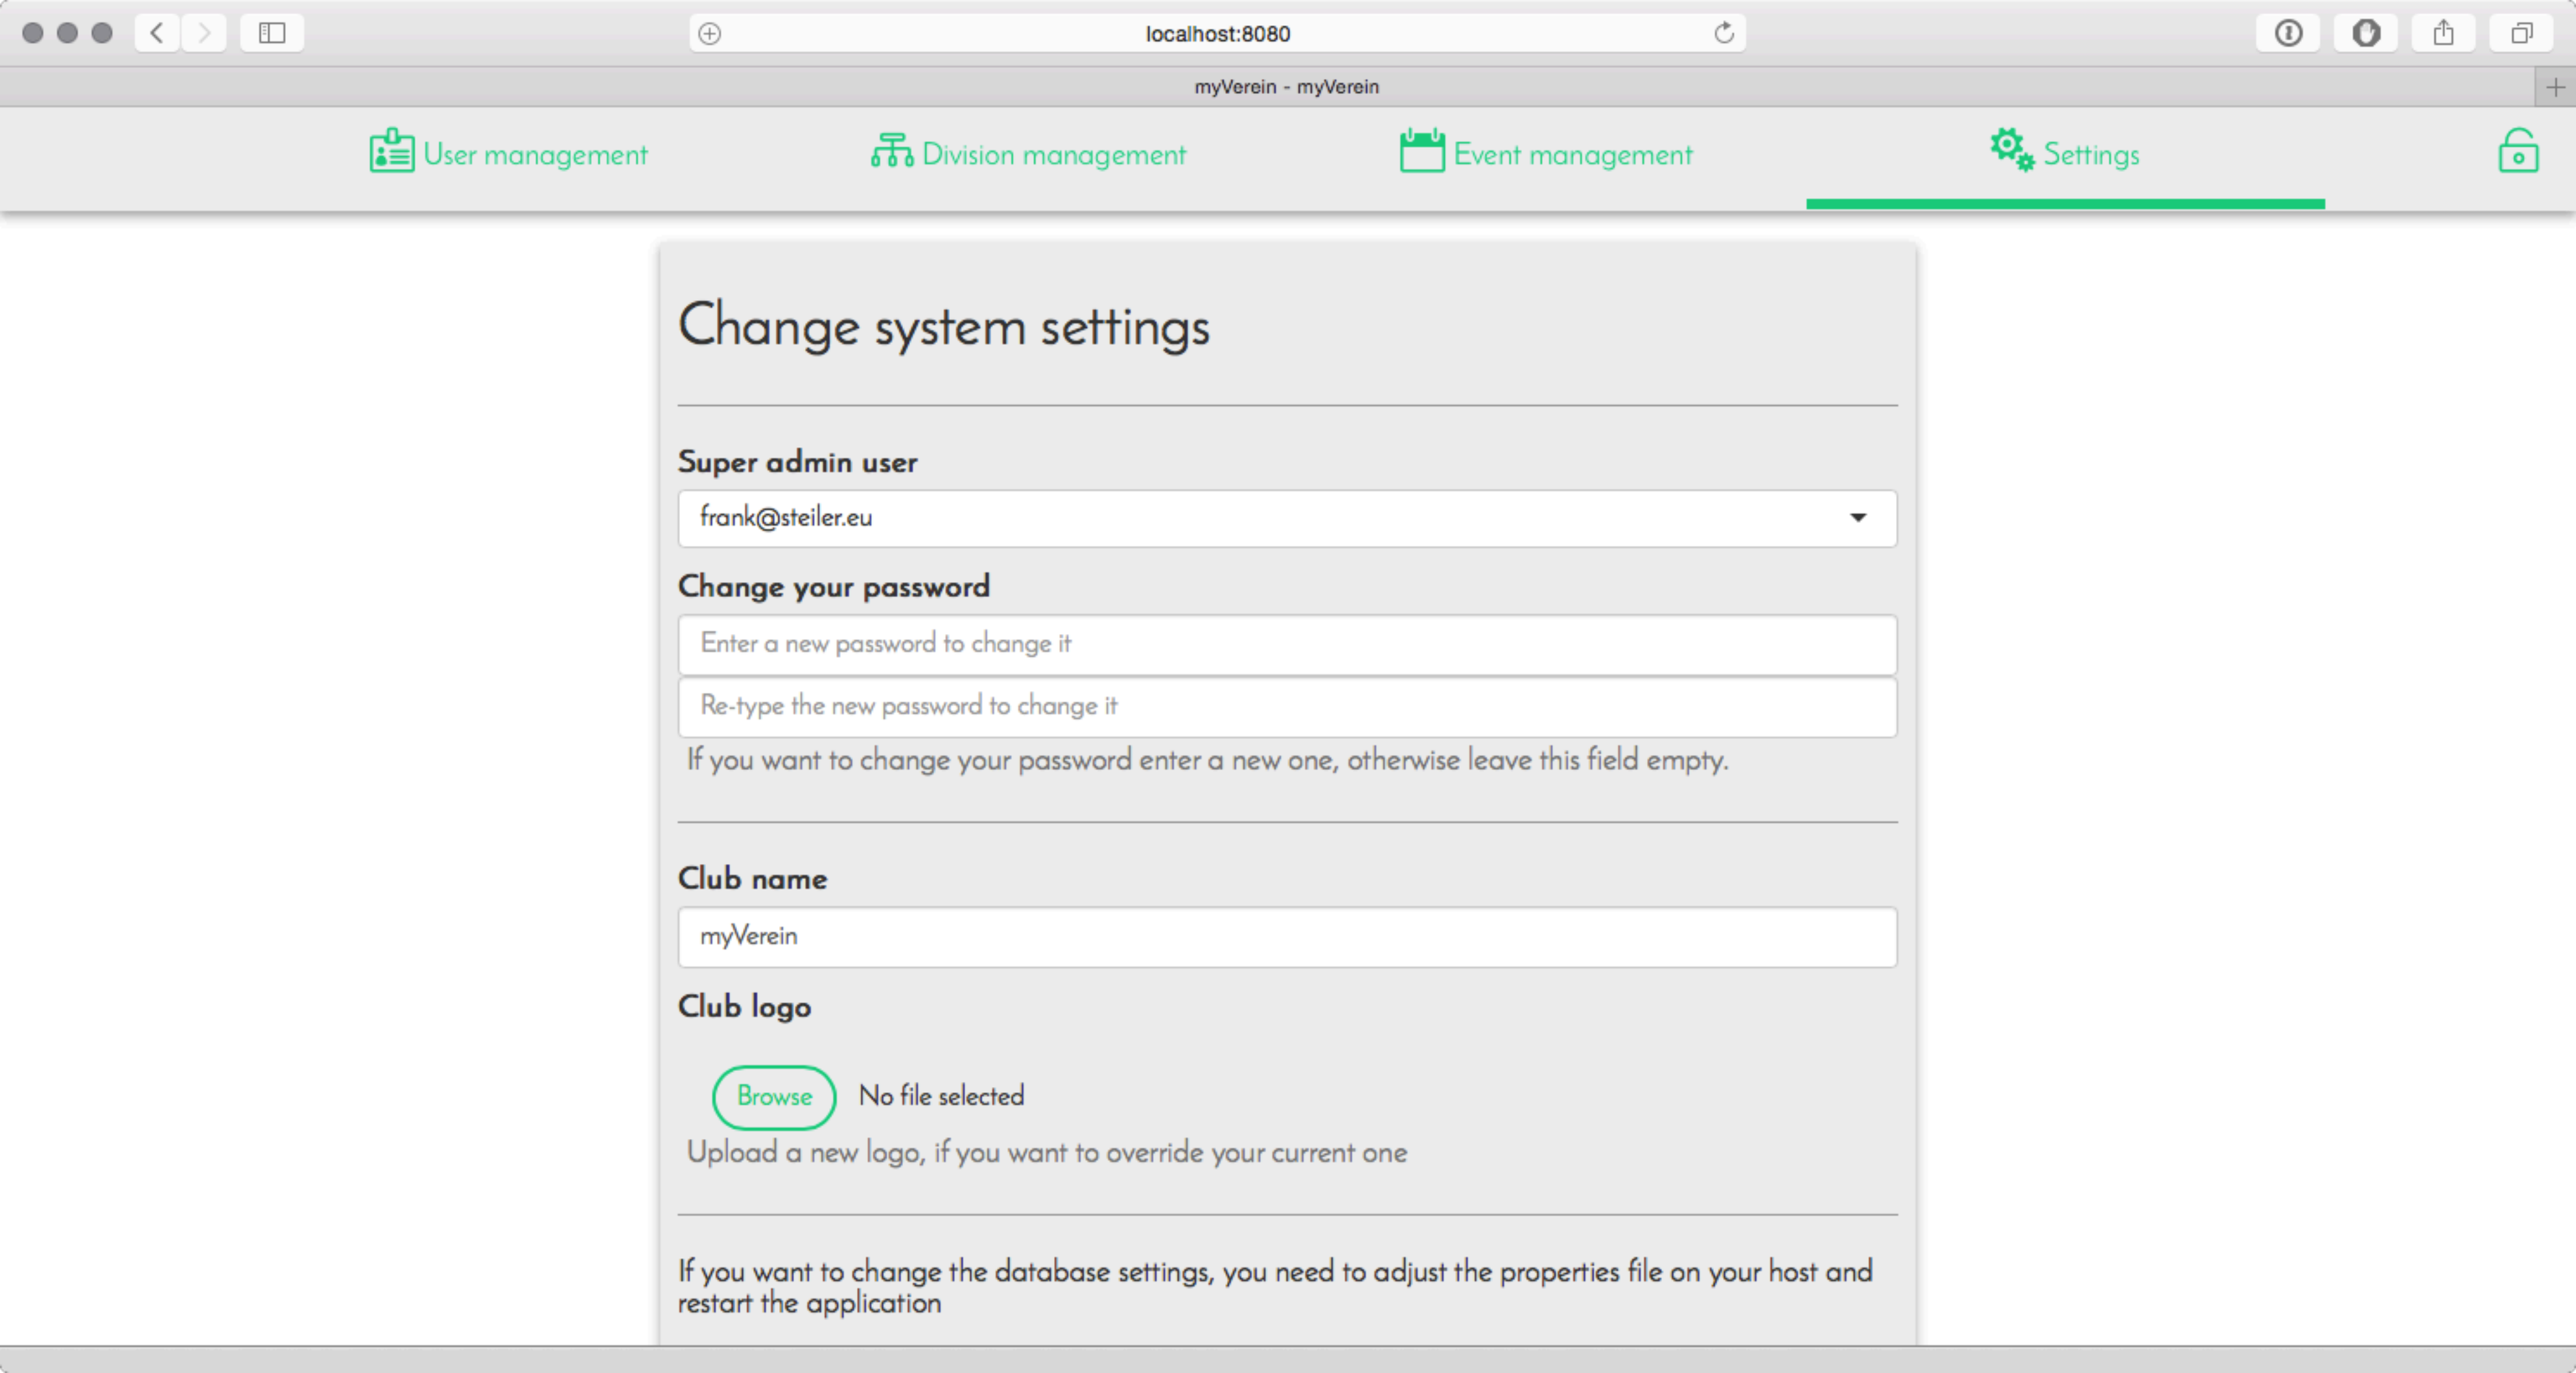 localhost:8080
myVerein - myVerein
User management
Division management
Event management
Settings
Change system settings
Super admin user
frank@steiler.eu
Change your password
Enter a new password to change it
Re-type the new password to change it
If you want to change your password enter a new one, otherwise leave this field empty.
Club name
myVerein
Club logo
Browse
No file selected
Upload a new logo, if you want to override your current one
If you want to change the database settings, you need to adjust the properties file on your host and
restart the application